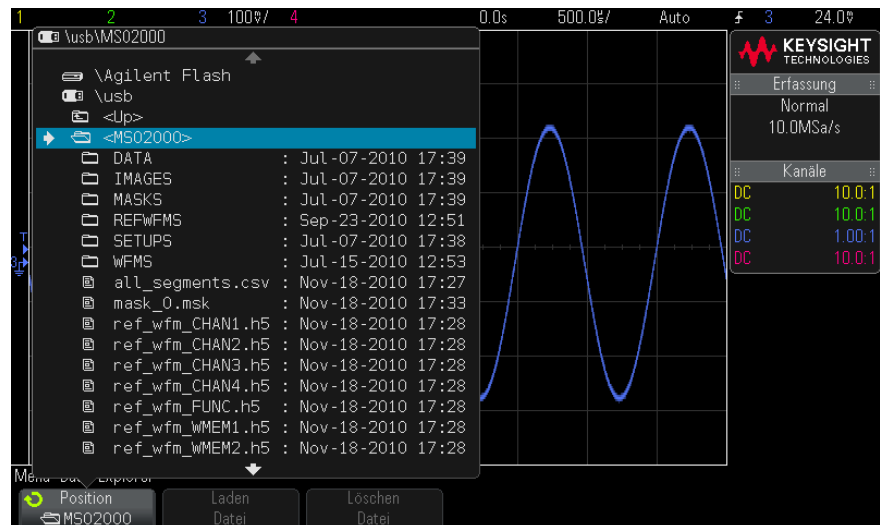 1 2 3 100V/ 4 0.0s 500.0s/ Auto 3 24.0V
\usb\MSO2000
KEYSIGHT
TECHNOLOGIES
\Agilent Flash
\usb
<Up>
<MSO2000>
DATA : Jul-07-2010 17:39
IMAGES : Jul-07-2010 17:39
MASKS : Jul-07-2010 17:39
REFWFMS : Sep-23-2010 12:51
SETUPS : Jul-07-2010 17:38
WFMS : Jul-15-2010 12:53
all_segments.csv : Nov-18-2010 17:27
mask_0.msk : Nov-18-2010 17:33
ref_wfm_CHAN1.h5 : Nov-18-2010 17:28
ref_wfm_CHAN2.h5 : Nov-18-2010 17:28
ref_wfm_CHAN3.h5 : Nov-18-2010 17:28
ref_wfm_CHAN4.h5 : Nov-18-2010 17:28
ref_wfm_FUNC.h5 : Nov-18-2010 17:28
ref_wfm_WMEM1.h5 : Nov-18-2010 17:28
ref_wfm_WMEM2.h5 : Nov-18-2010 17:28
Erfassung
Normal
10.0MSa/s
Kanäle
DC 10.0:1
DC 10.0:1
DC 1.00:1
DC 10.0:1
T
3
Position
MSO2000
Laden
Datei
Löschen
Datei